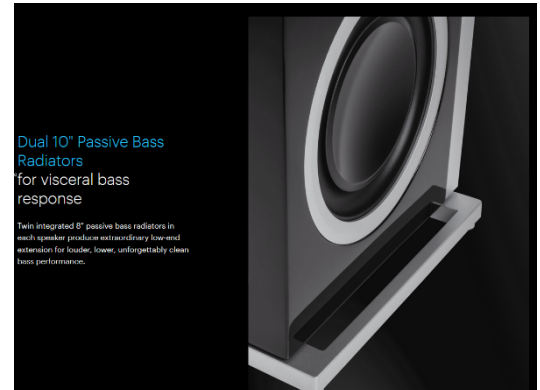 Dual 10" Passive Bass
Radiators
"for visceral bass
response
Twin integrated 8" passive bass radiators in
each speaker produce extraordinary low-end
extension for louder, lower, unforgettably clean
bass performance.